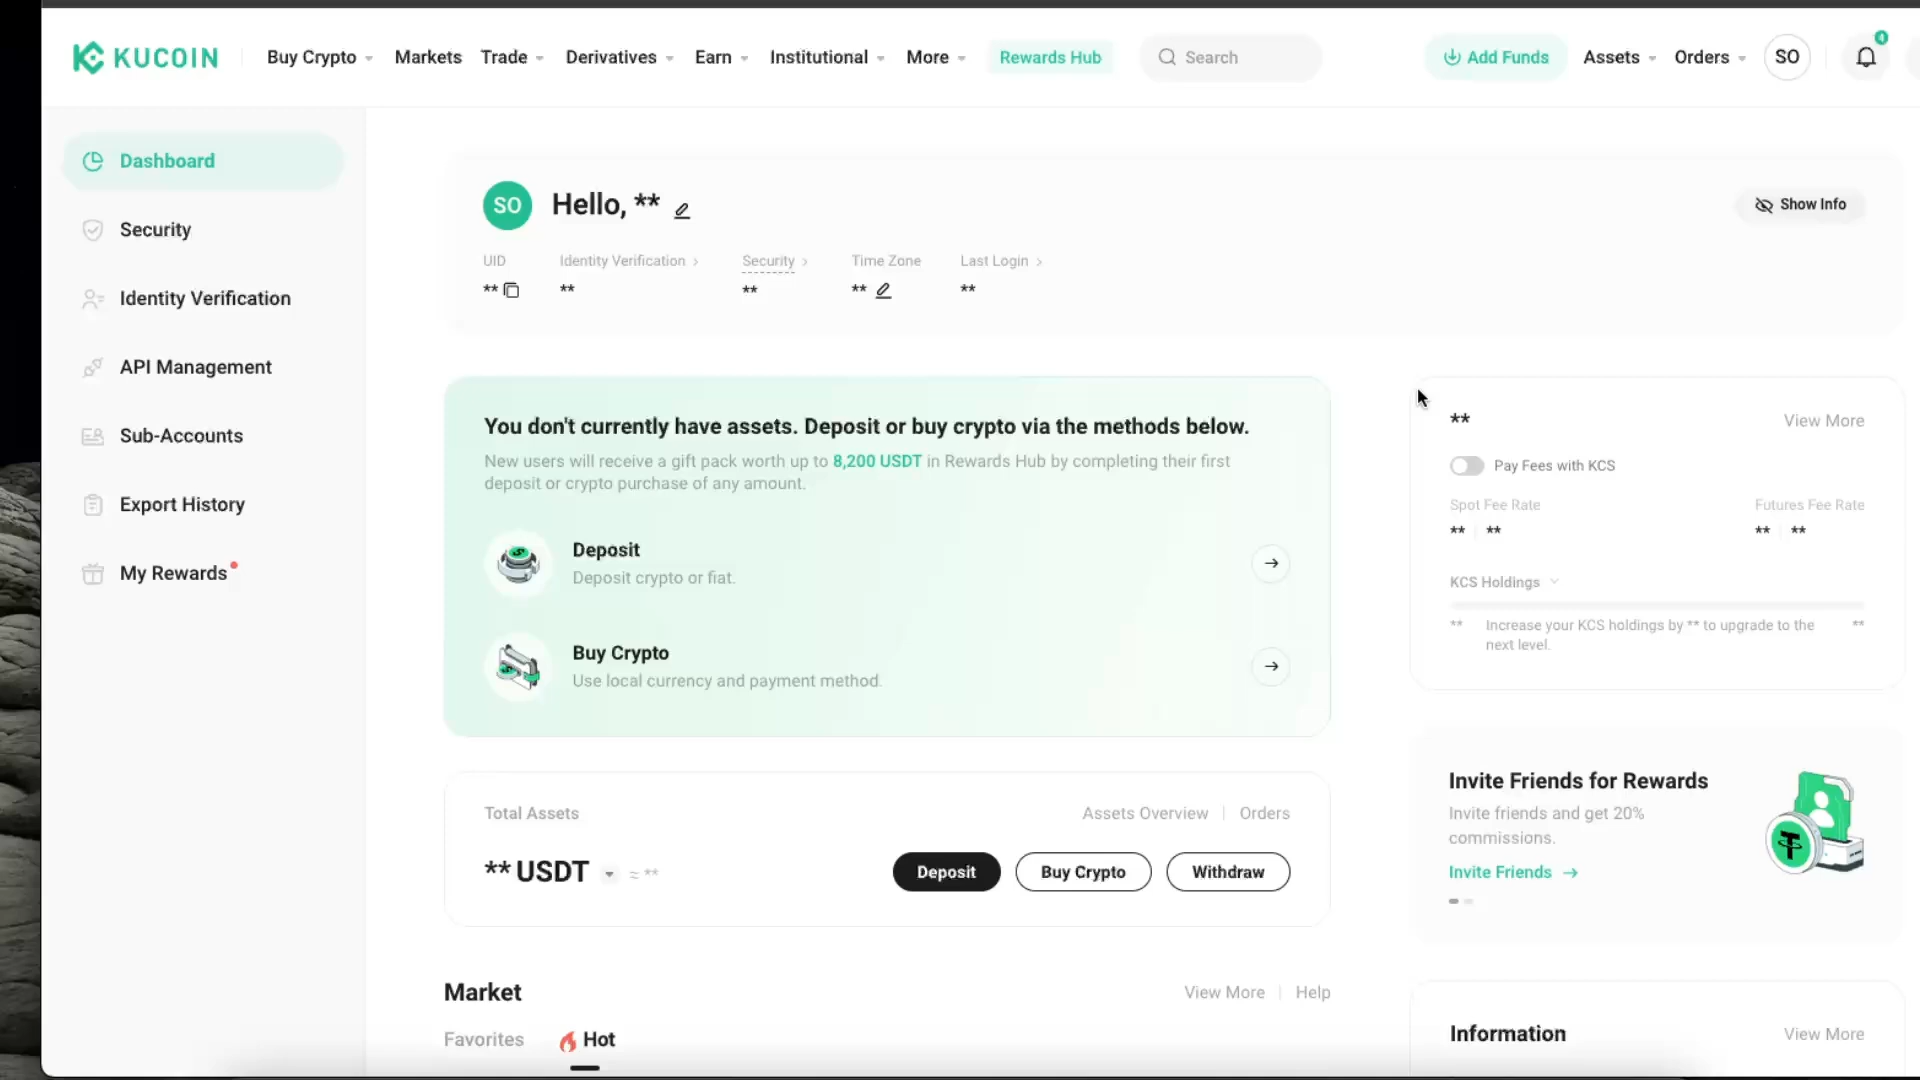 KUCOIN
Buy Crypto
Markets
Trade
Derivatives
Earn
Institutional
More
Rewards Hub
Search
Add Funds
Assets
Orders
SO
4
Dashboard
Security
Identity Verification
API Management
Sub-Accounts
Export History
My Rewards
SO
Hello, **
Show Info
UID
Identity Verification
Security
Time Zone
Last Login
**
**
**
**
**
You don't currently have assets. Deposit or buy crypto via the methods below.
New users will receive a gift pack worth up to 8,200 USDT in Rewards Hub by completing their first
deposit or crypto purchase of any amount.
Deposit
Deposit crypto or fiat.
Buy Crypto
Use local currency and payment method.
**
View More
Pay Fees with KCS
Spot Fee Rate
Futures Fee Rate
** | **
** | **
KCS Holdings
** Increase your KCS holdings by ** to upgrade to the **
next level.
Total Assets
Assets Overview | Orders
** USDT ≈ **
Deposit
Buy Crypto
Withdraw
Invite Friends for Rewards
Invite friends and get 20%
commissions.
Invite Friends →
Market
View More | Help
Favorites
Hot
Information
View More